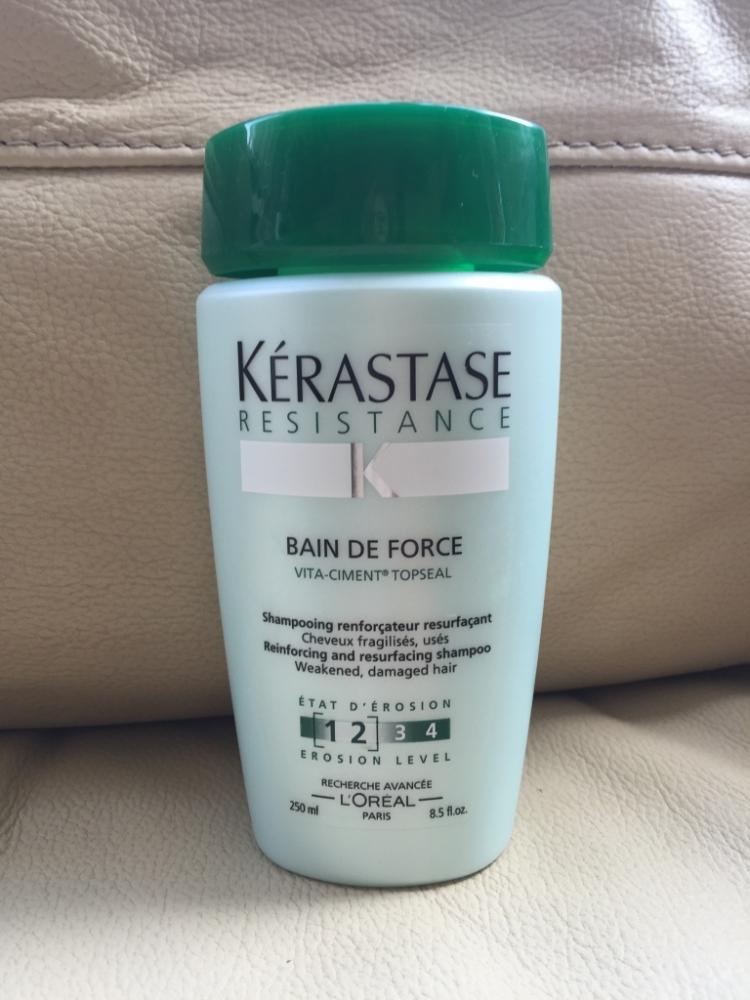 KÉRASTASE
RESISTANCE
K
BAIN DE FORCE
VITA-CIMENT® TOPSEAL
Shampooing renforçateur resurfaçant
Cheveux fragilisés, usés
Reinforcing and resurfacing shampoo
Weakened, damaged hair
ÉTAT D'ÉROSION
[1 2] 3 4
EROSION LEVEL
RECHERCHE AVANCÉE
L'ORÉAL
250 ml PARIS 8.5 fl.oz.